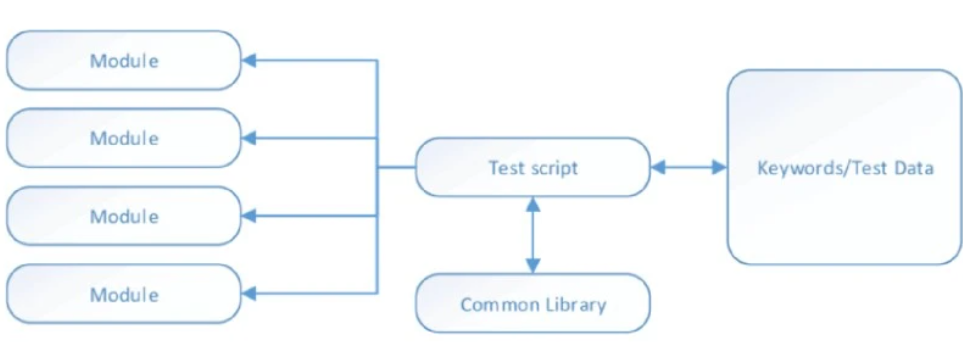 Module
Module
Test script
Keywords/Test Data
Module
Module
Common Library